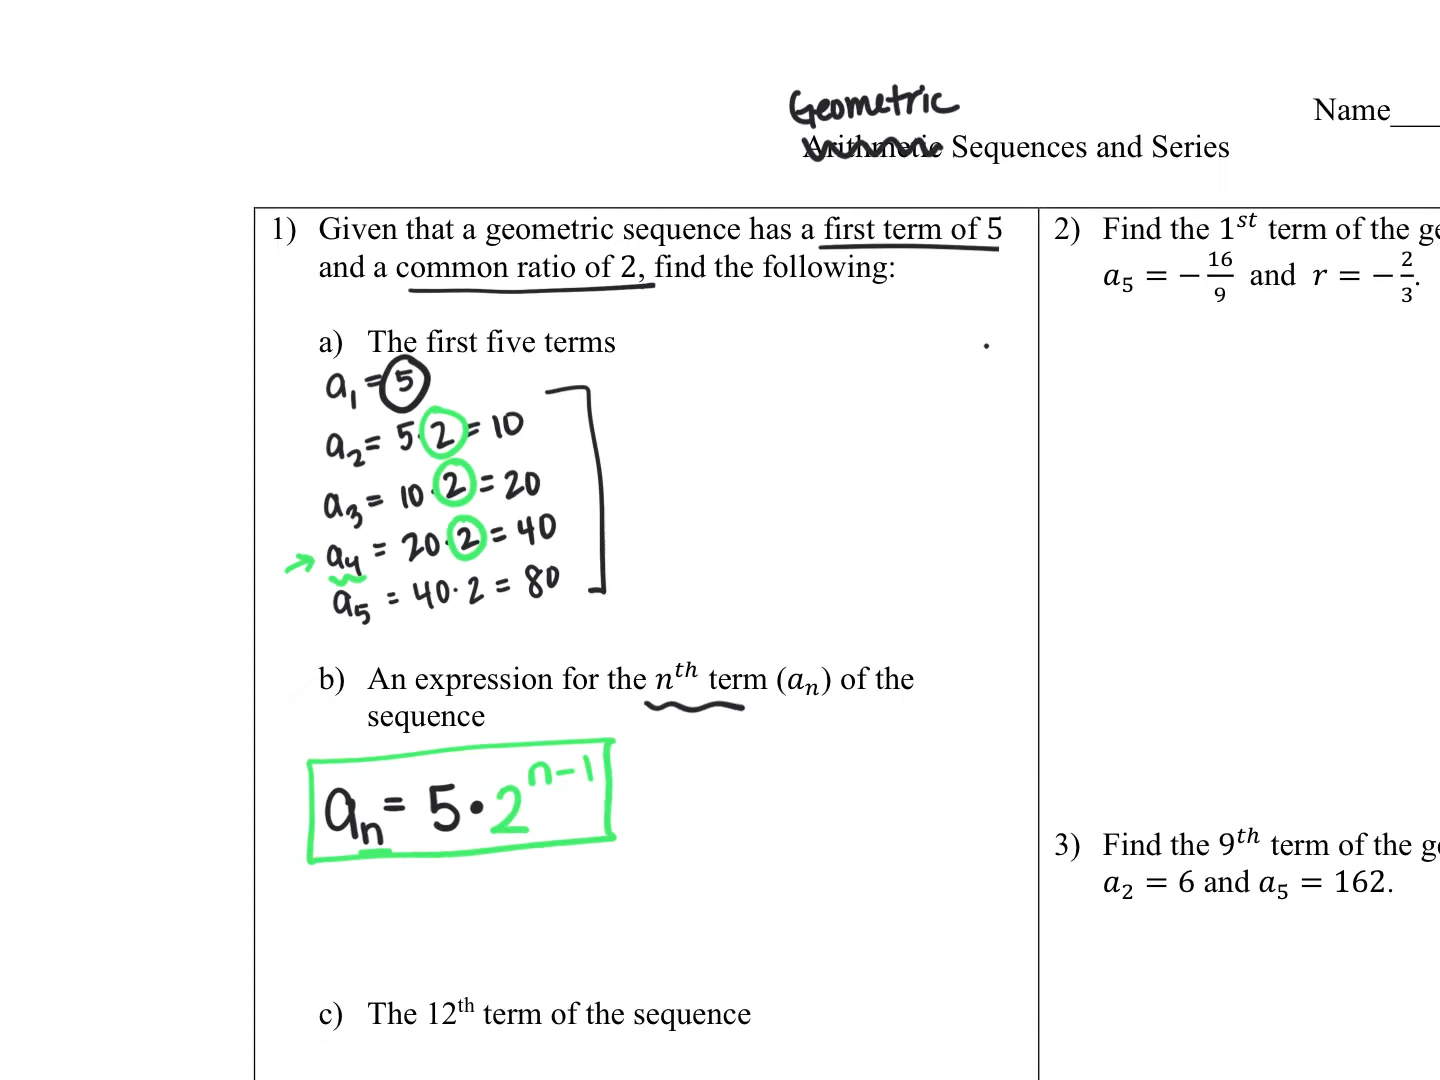 Geometric
Name___
Arithmetic Sequences and Series
1) Given that a geometric sequence has a first term of 5
and a common ratio of 2, find the following:
a) The first five terms
a₁ = 5
a₂ = 5·2 = 10
a₃ = 10·2 = 20
→ a₄ = 20·2 = 40
a₅ = 40·2 = 80
b) An expression for the nᵗʰ term (aₙ) of the
sequence
aₙ = 5·2ⁿ⁻¹
c) The 12ᵗʰ term of the sequence
2) Find the 1ˢᵗ term of the ge
a₅ = −16/9 and r = −2/3.
3) Find the 9ᵗʰ term of the ge
a₂ = 6 and a₅ = 162.